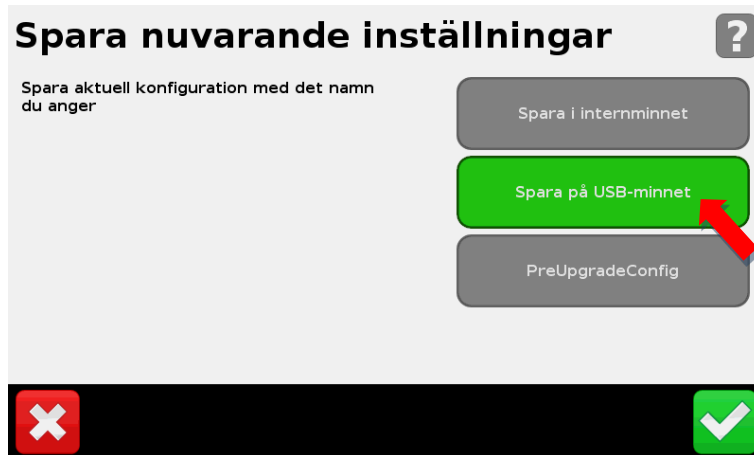 Spara nuvarande inställningar
?
Spara aktuell konfiguration med det namn
du anger
Spara i internminnet
Spara på USB-minnet
PreUpgradeConfig